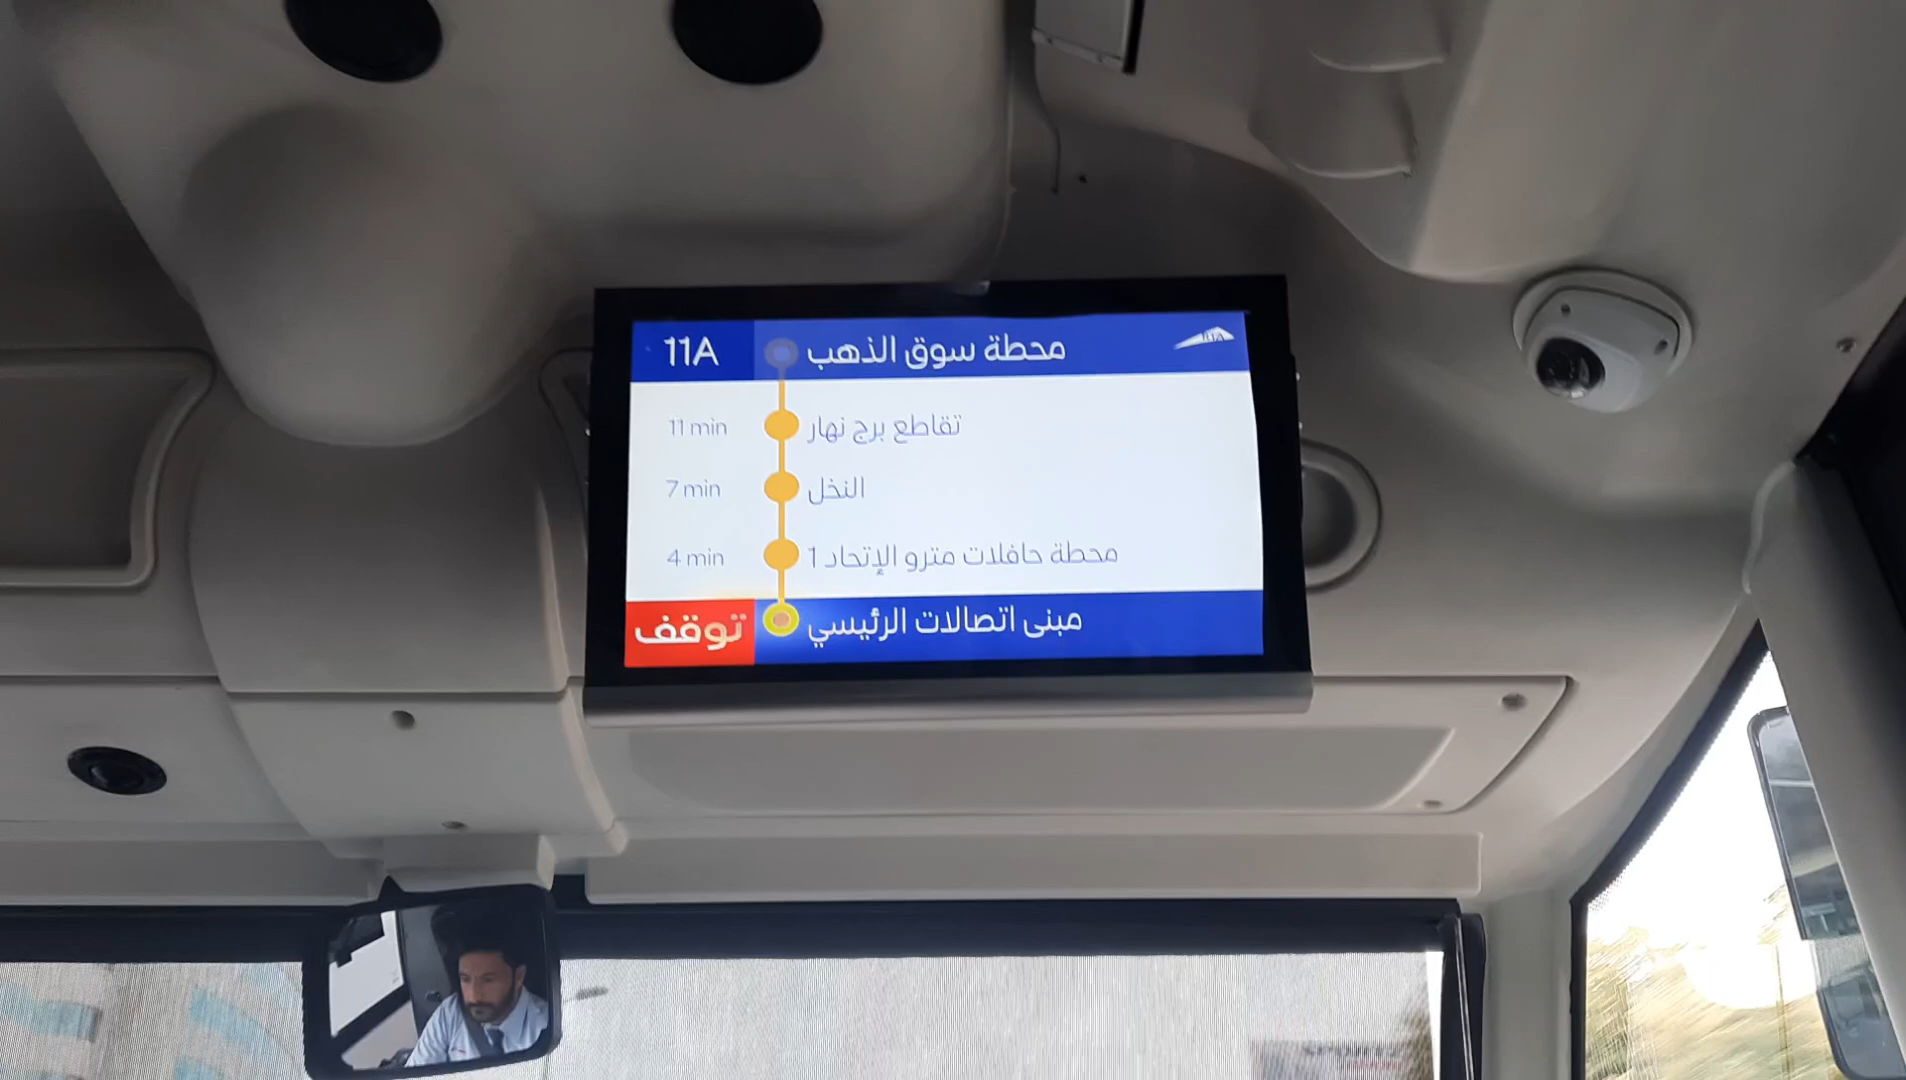 11A محطة سوق الذهب
11 min تقاطع برج نهار
7 min النخل
4 min محطة حافلات مترو الإتحاد 1
توقف مبنى اتصالات الرئيسي